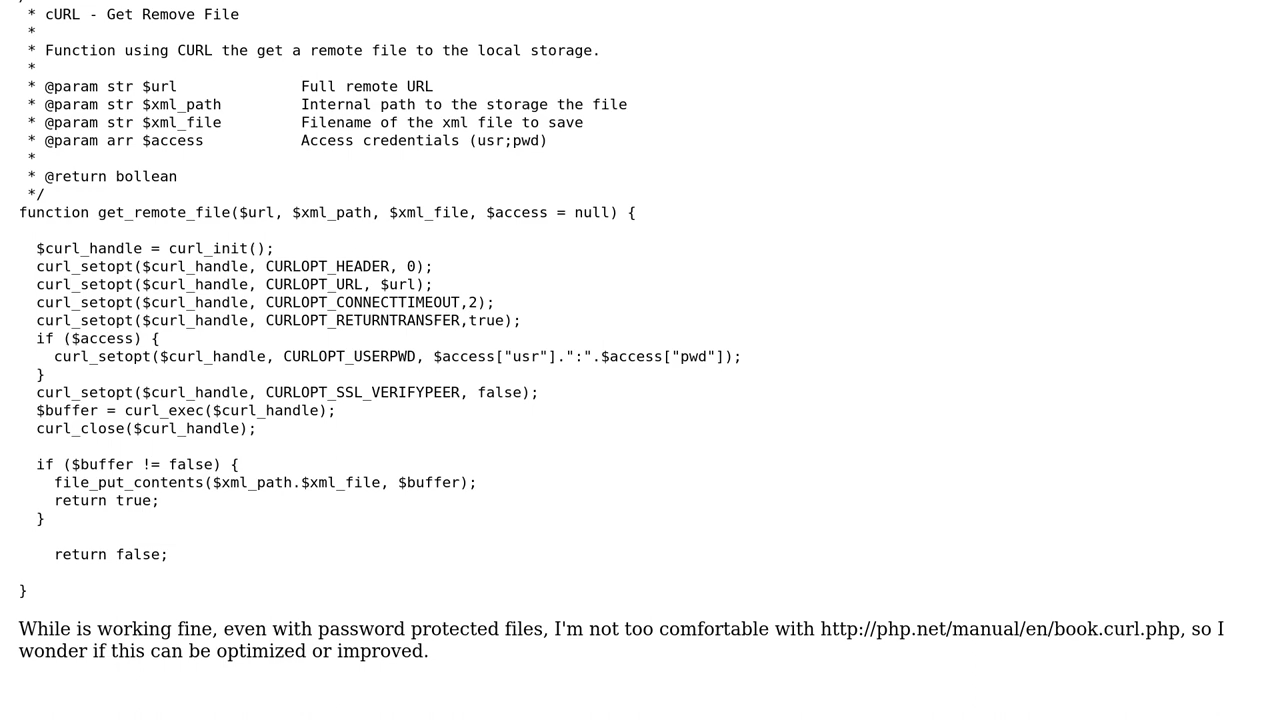 * cURL - Get Remove File
 *
 * Function using CURL the get a remote file to the local storage.
 *
 * @param str $url              Full remote URL
 * @param str $xml_path         Internal path to the storage the file
 * @param str $xml_file         Filename of the xml file to save
 * @param arr $access           Access credentials (usr;pwd)
 *
 * @return bollean
 */
function get_remote_file($url, $xml_path, $xml_file, $access = null) {

  $curl_handle = curl_init();
  curl_setopt($curl_handle, CURLOPT_HEADER, 0);
  curl_setopt($curl_handle, CURLOPT_URL, $url);
  curl_setopt($curl_handle, CURLOPT_CONNECTTIMEOUT,2);
  curl_setopt($curl_handle, CURLOPT_RETURNTRANSFER,true);
  if ($access) {
    curl_setopt($curl_handle, CURLOPT_USERPWD, $access["usr"].":".$access["pwd"]);
  }
  curl_setopt($curl_handle, CURLOPT_SSL_VERIFYPEER, false);
  $buffer = curl_exec($curl_handle);
  curl_close($curl_handle);

  if ($buffer != false) {
    file_put_contents($xml_path.$xml_file, $buffer);
    return true;
  }

    return false;

}
While is working fine, even with password protected files, I'm not too comfortable with http://php.net/manual/en/book.curl.php, so I
wonder if this can be optimized or improved.